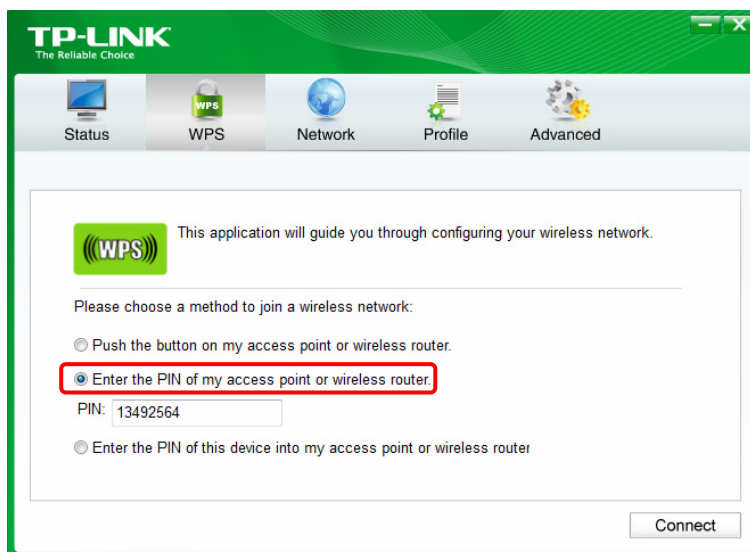 TP-LINK
The Reliable Choice
Status WPS Network Profile Advanced
WPS
This application will guide you through configuring your wireless network.
(((WPS)))
Please choose a method to join a wireless network:
Push the button on my access point or wireless router.
Enter the PIN of my access point or wireless router.
PIN: 13492564
Enter the PIN of this device into my access point or wireless router
Connect